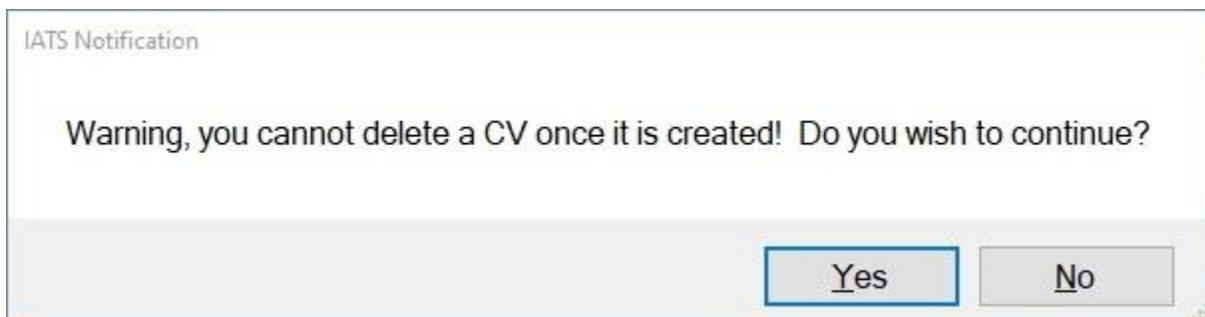 IATS Notification
Warning, you cannot delete a CV once it is created!  Do you wish to continue?
Yes
No